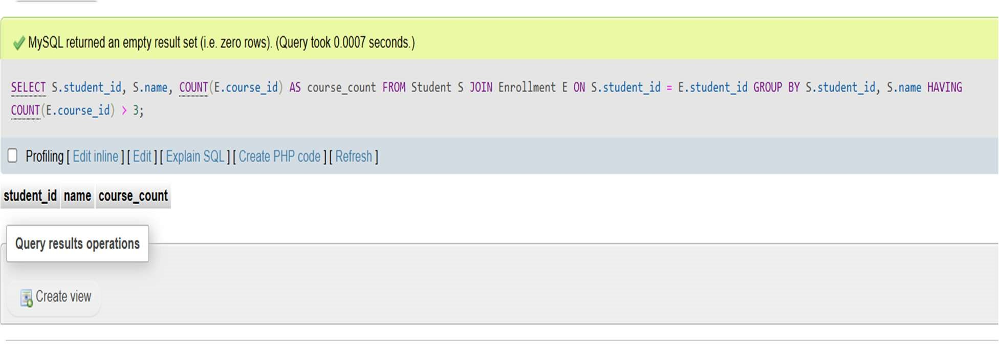 MySQL returned an empty result set (i.e. zero rows). (Query took 0.0007 seconds.)
SELECT S.student_id, S.name, COUNT(E.course_id) AS course_count FROM Student S JOIN Enrollment E ON S.student_id = E.student_id GROUP BY S.student_id, S.name HAVING
COUNT(E.course_id) > 3;
Profiling [ Edit inline ] [ Edit ] [ Explain SQL ] [ Create PHP code ] [ Refresh ]
student_id name course_count
Query results operations
Create view